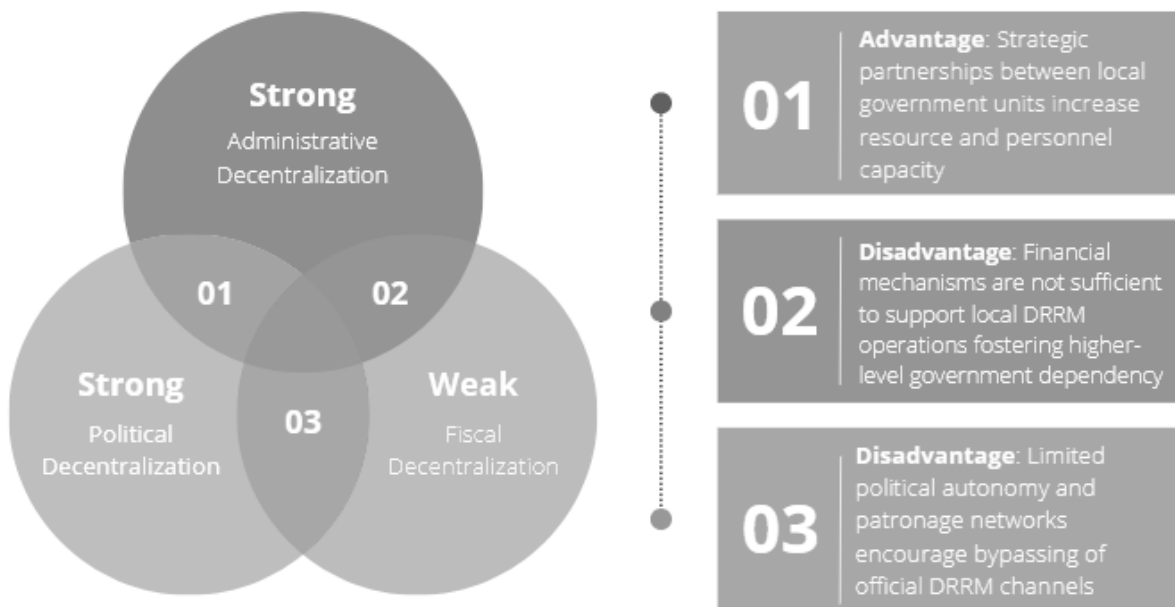 Strong
Administrative
Decentralization
01
02
Strong
Political
Decentralization
03
Weak
Fiscal
Decentralization
01
Advantage: Strategic
partnerships between local
government units increase
resource and personnel
capacity
02
Disadvantage: Financial
mechanisms are not sufficient
to support local DRRM
operations fostering higher-
level government dependency
03
Disadvantage: Limited
political autonomy and
patronage networks
encourage bypassing of
official DRRM channels